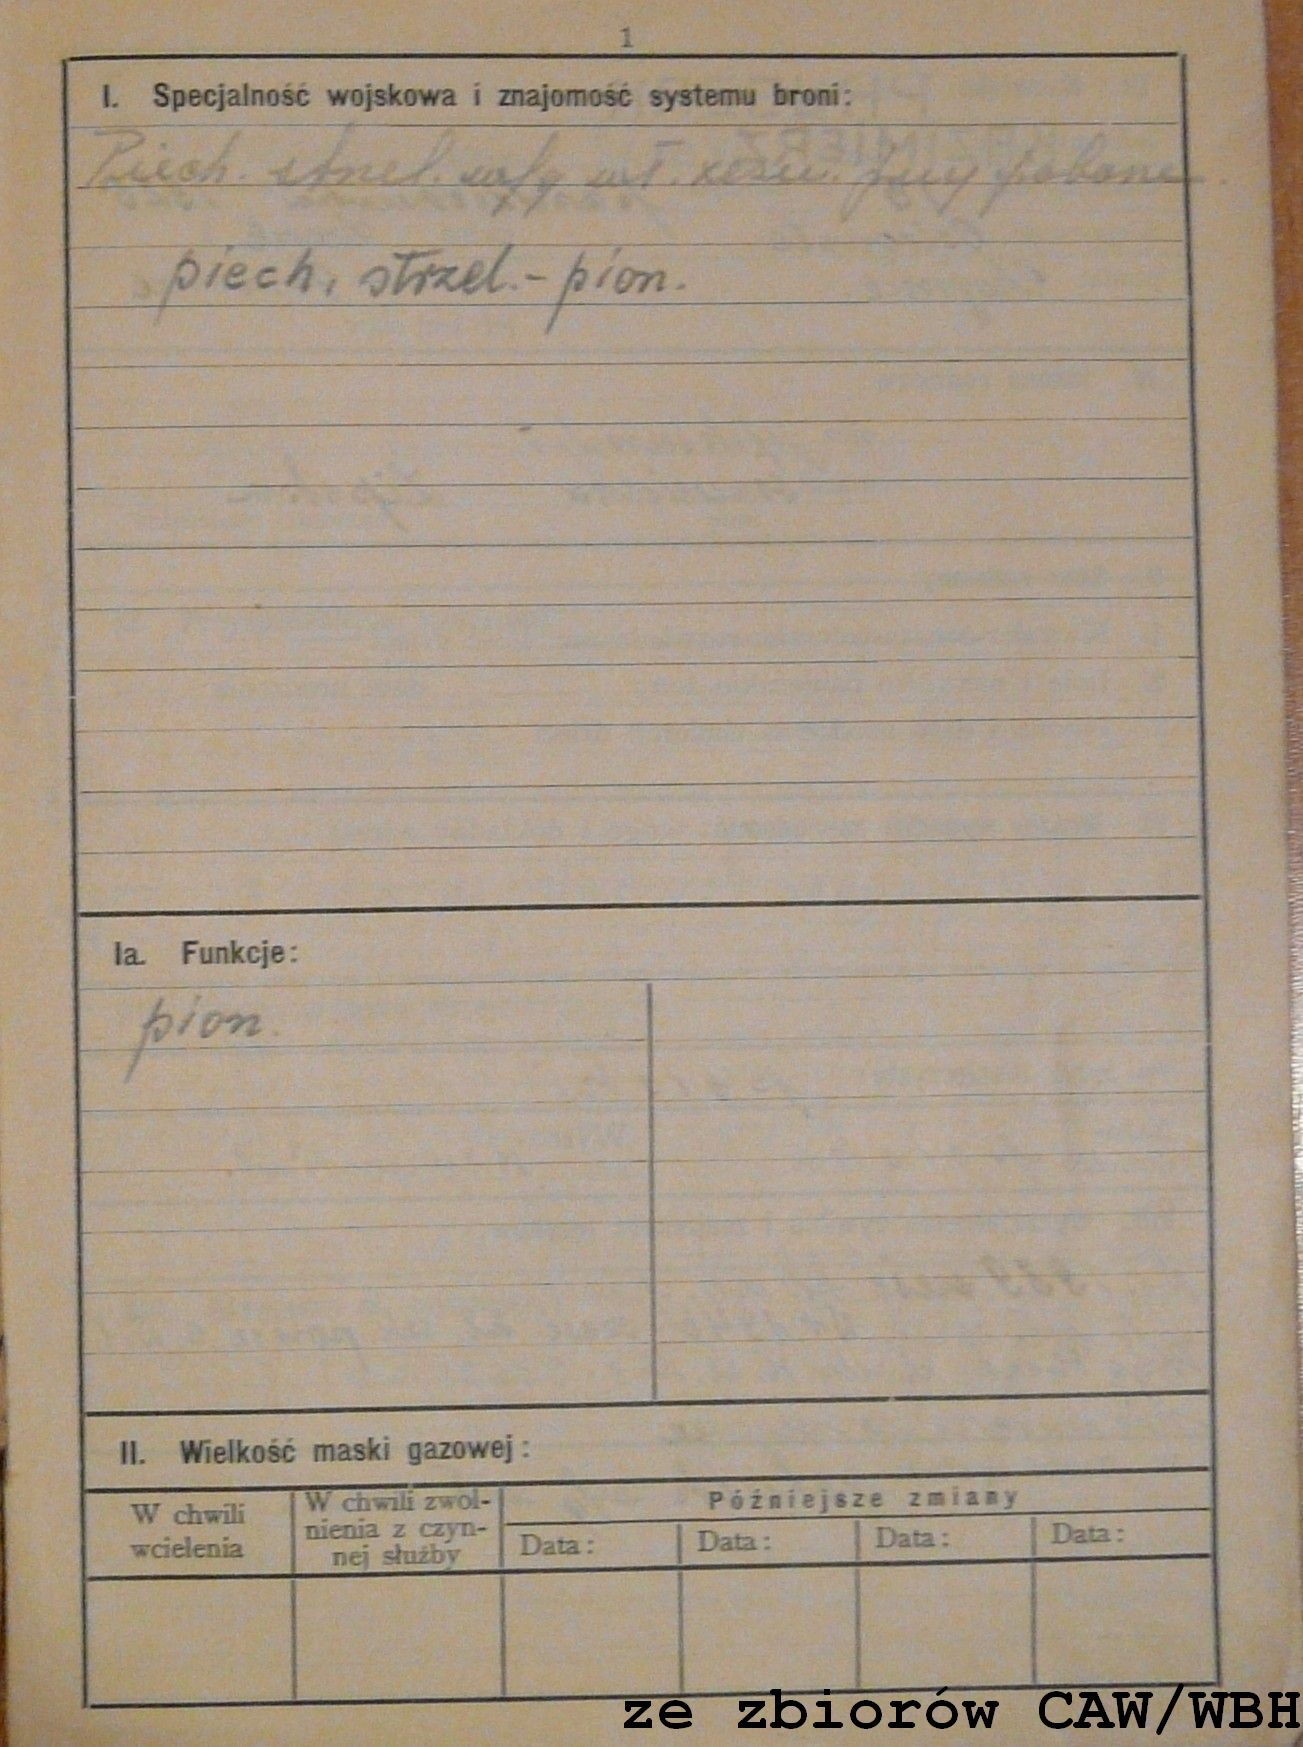 1
I. Specjalność wojskowa i znajomość systemu broni:
Piech. strzel.
piech. strzel. - pion.
Ia. Funkcje:
pion.
II. Wielkość maski gazowej:
W chwili wcielenia
W chwili zwolnienia z czynnej służby
Późniejsze zmiany
Data: Data: Data: Data:
ze zbiorów CAW/WBH